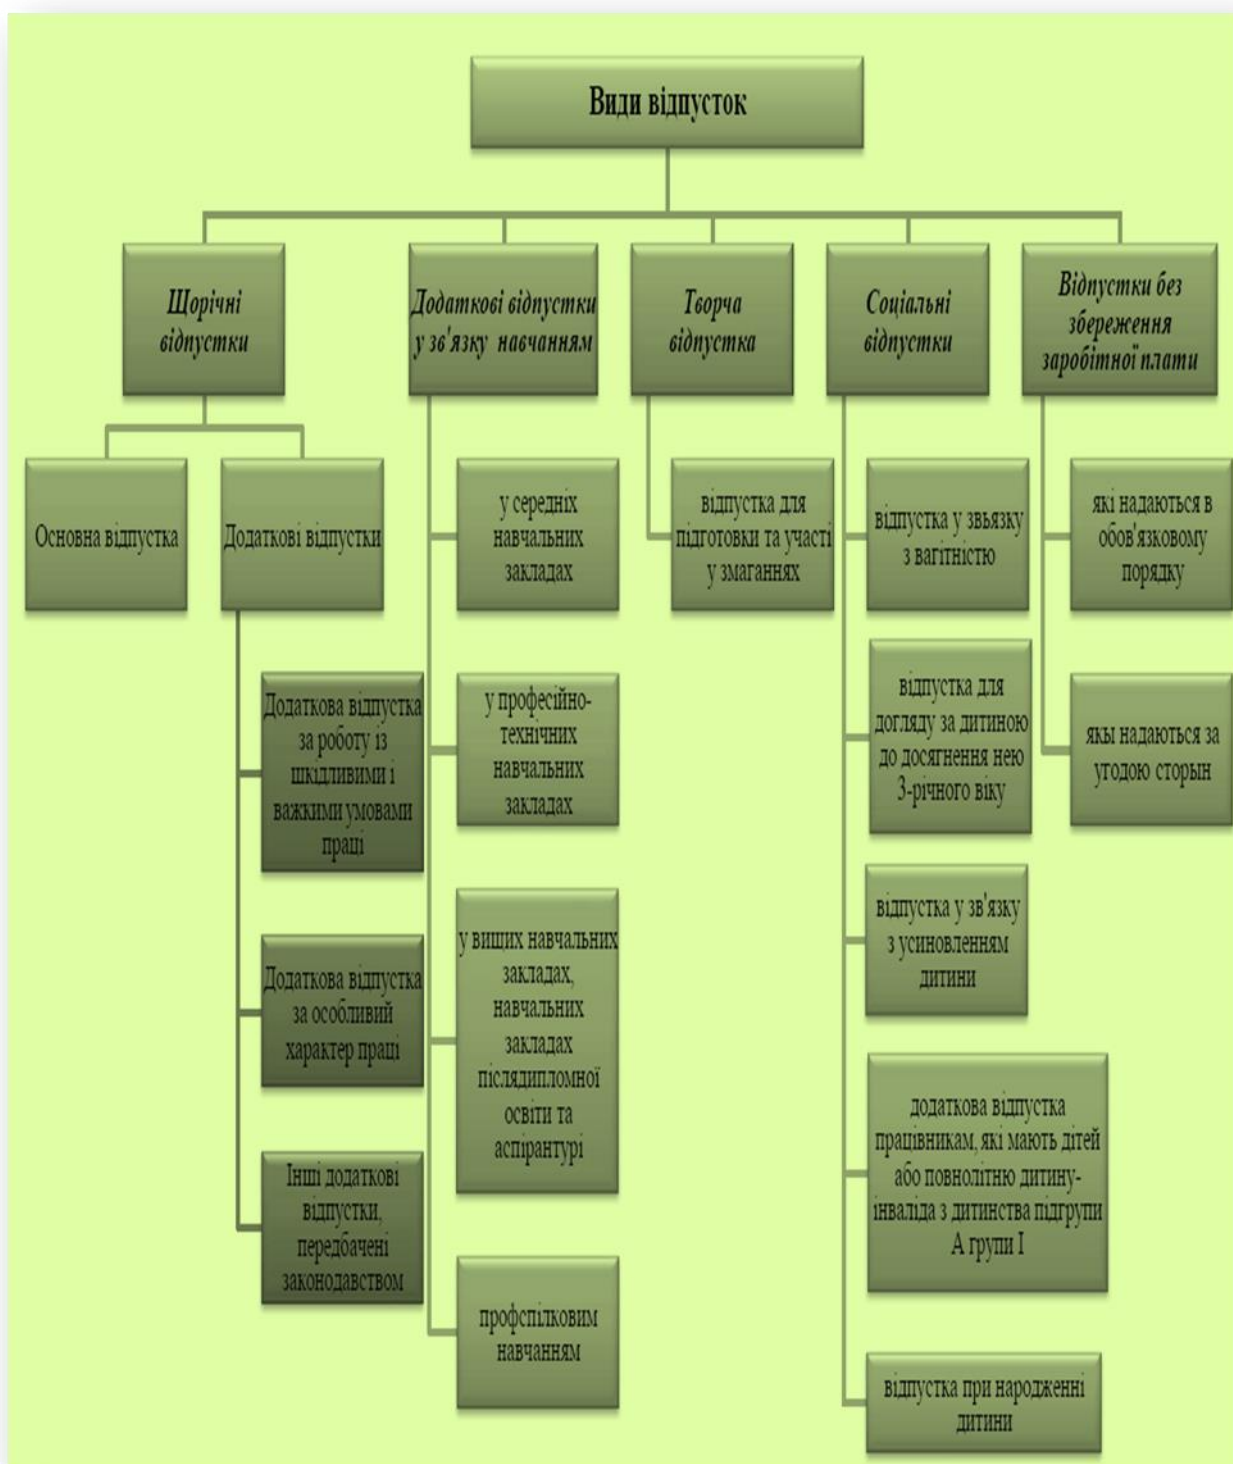 Види відпусток
Щорічні
відпустки
Основна відпустка
Додаткові відпустки
Додаткова відпустка
за роботу із
шкідливими і
важкими умовами
праці
Додаткова відпустка
за особливий
характер праці
Інші додаткові
відпустки,
передбачені
законодавством
Додаткові відпустки
у зв'язку навчанням
у середніх
навчальних
закладах
у професійно-
технічних
навчальних
закладах
у вищих навчальних
закладах,
навчальних
закладах
післядипломної
освіти та
аспірантурі
профспілковим
навчанням
Творча
відпустка
відпустка для
підготовки та участі
у змаганнях
Соціальні
відпустки
відпустка у звьязку
з вагітністю
відпустка для
догляду за дитиною
до досягнення нею
3-річного віку
відпустка у зв'язку
з усиновленням
дитини
додаткова відпустка
працівникам, які мають дітей
або повнолітню дитину-
інваліда з дитинства підгрупи
А групи І
відпустка при народженні
дитини
Відпустки без
збереження
заробітної плати
які надаються в
обов'язковому
порядку
якы надаються за
угодою сторын